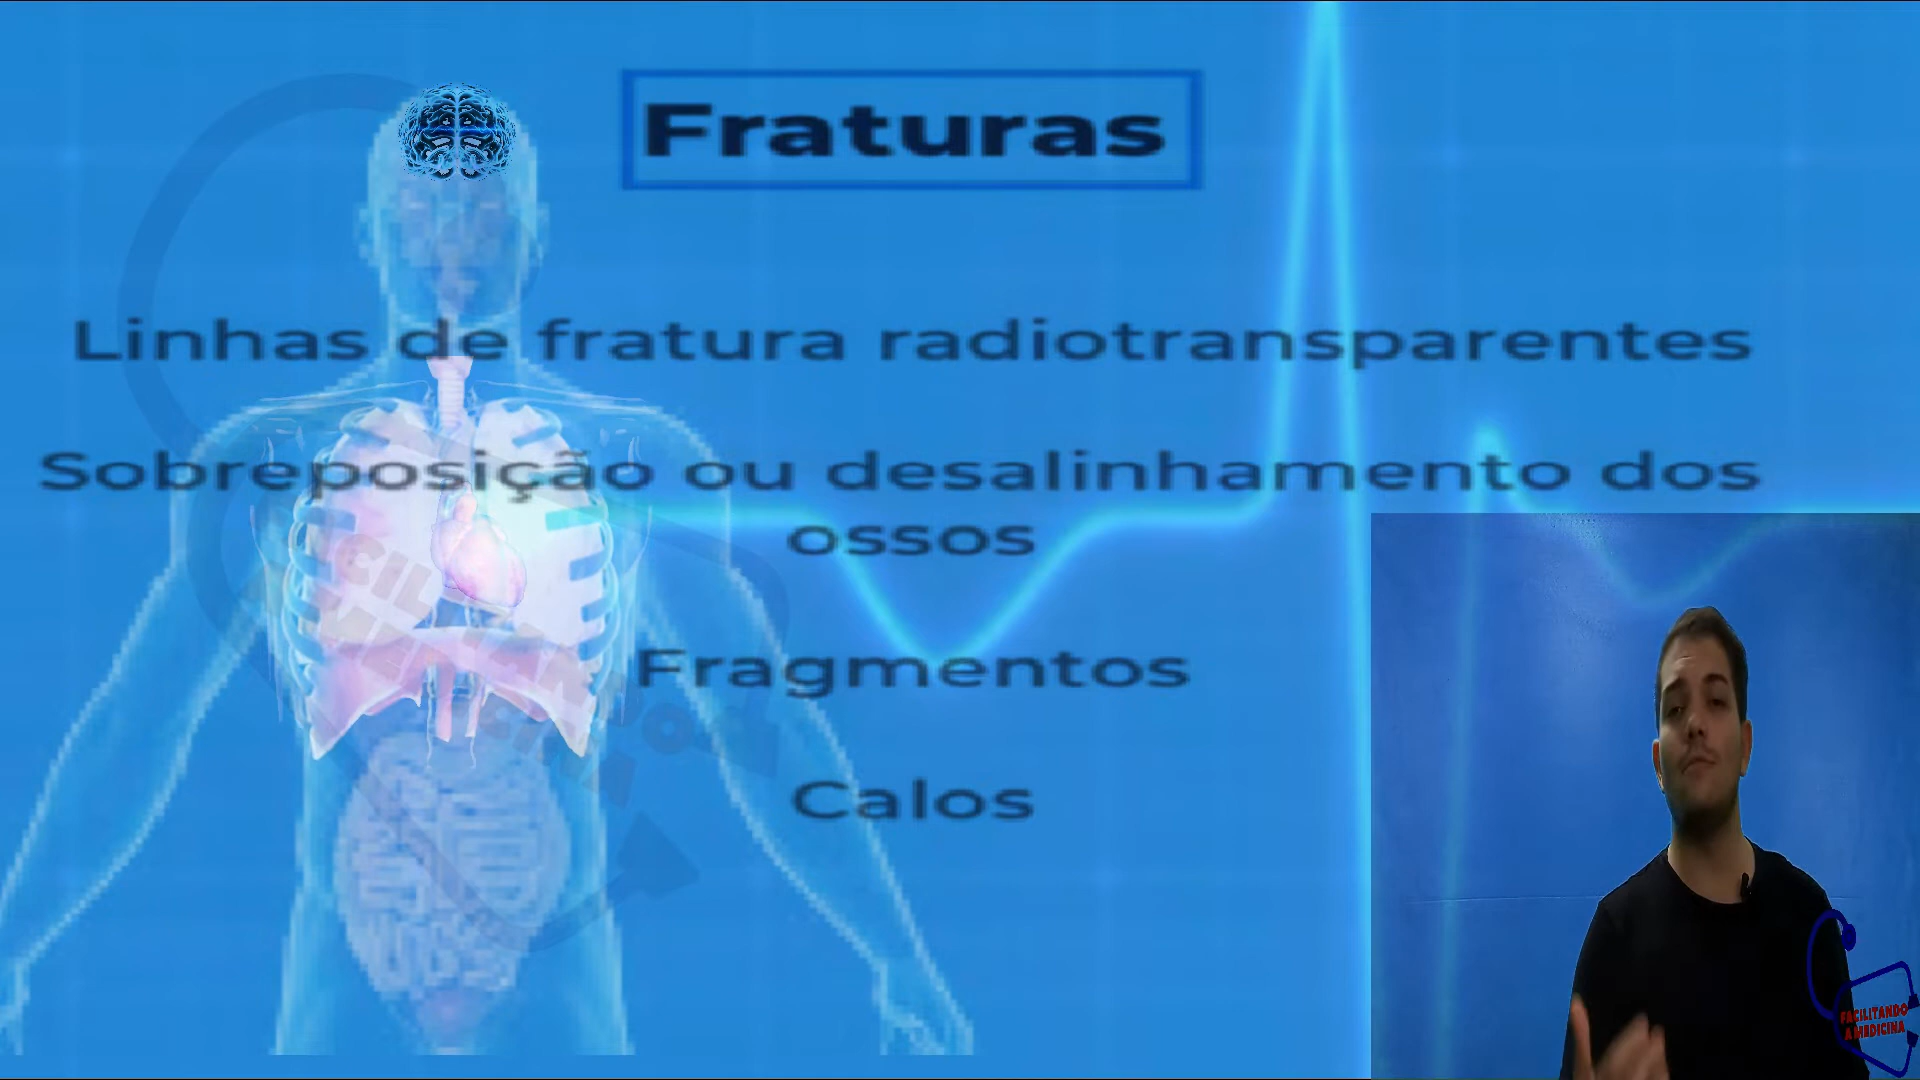 Fraturas
Linhas de fratura radiotransparentes
Sobreposição ou desalinhamento dos
ossos
Fragmentos
Calos
FACILITANDO
A MEDICINA